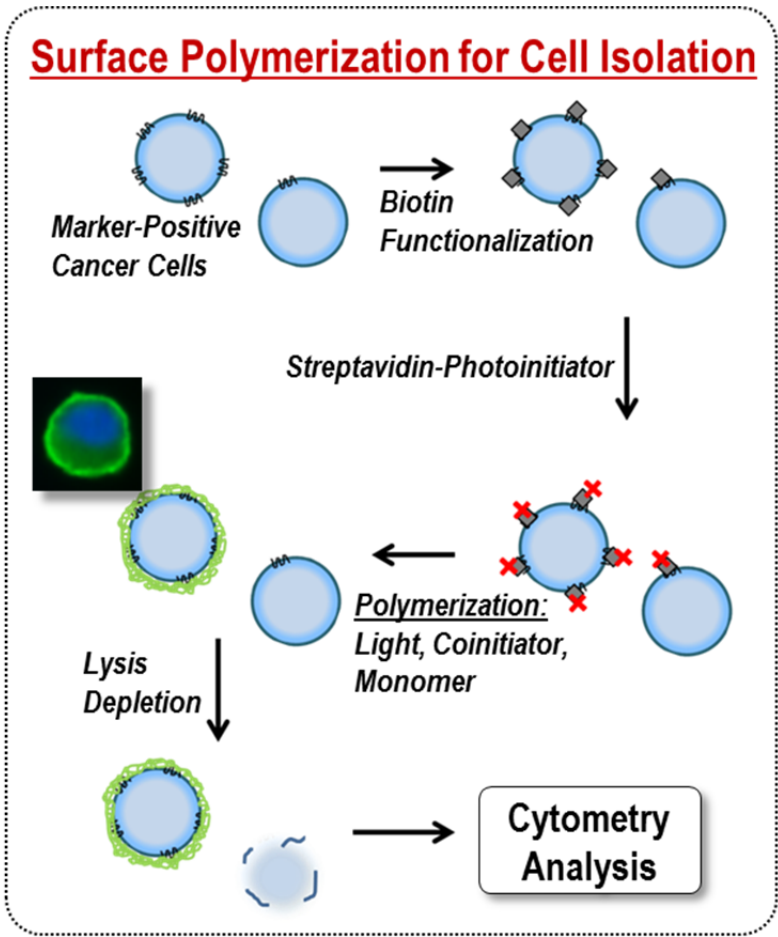 Surface Polymerization for Cell Isolation
Marker-Positive
Cancer Cells
Biotin
Functionalization
Streptavidin-Photoinitiator
Polymerization:
Light, Coinitiator,
Monomer
Lysis
Depletion
Cytometry
Analysis